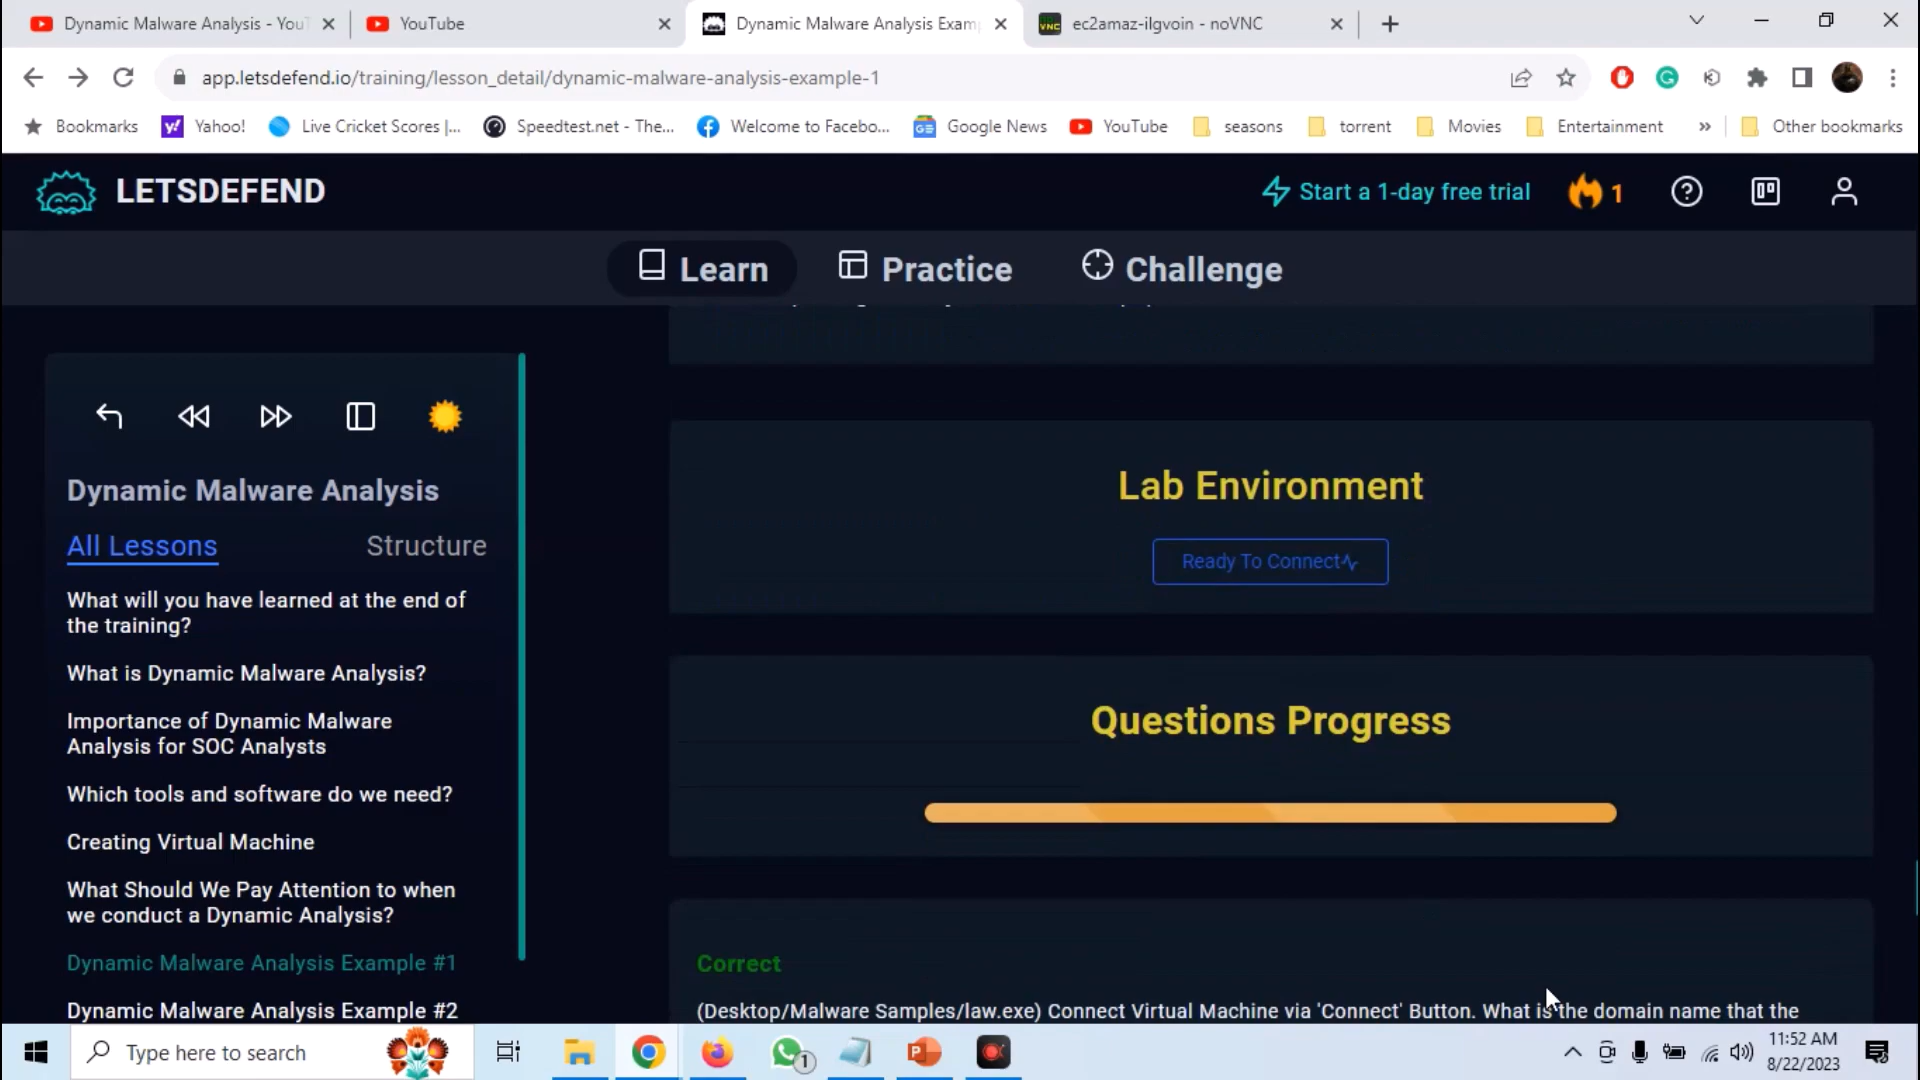 Dynamic Malware Analysis - You
YouTube
Dynamic Malware Analysis Exam
ec2amaz-ilgvoin - noVNC
app.letsdefend.io/training/lesson_detail/dynamic-malware-analysis-example-1
Bookmarks
Yahoo!
Live Cricket Scores |...
Speedtest.net - The...
Welcome to Facebo...
Google News
YouTube
seasons
torrent
Movies
Entertainment
»
Other bookmarks
LETSDEFEND
Start a 1-day free trial
1
Learn
Practice
Challenge
Dynamic Malware Analysis
All Lessons
Structure
What will you have learned at the end of
the training?
What is Dynamic Malware Analysis?
Importance of Dynamic Malware
Analysis for SOC Analysts
Which tools and software do we need?
Creating Virtual Machine
What Should We Pay Attention to when
we conduct a Dynamic Analysis?
Dynamic Malware Analysis Example #1
Dynamic Malware Analysis Example #2
Lab Environment
Ready To Connect
Questions Progress
Correct
(Desktop/Malware Samples/law.exe) Connect Virtual Machine via 'Connect' Button. What is the domain name that the
Type here to search
1
11:52 AM
8/22/2023